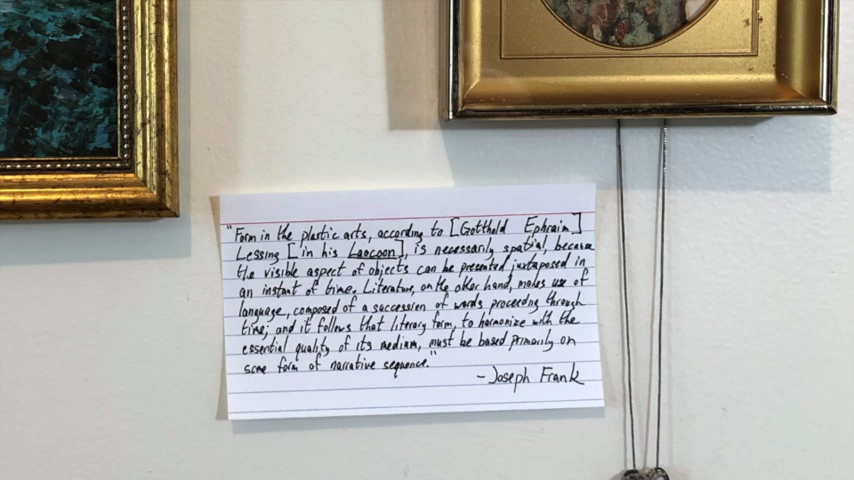 "Form in the plastic arts, according to [Gotthold Ephraim]
Lessing [in his Laocoon], is necessarily spatial, because
the visible aspect of objects can be presented juxtaposed in
an instant of time. Literature, on the other hand, makes use of
language, composed of a succession of words proceeding through
time; and it follows that literary form, to harmonize with the
essential quality of its medium, must be based primarily on
some form of narrative sequence."
-Joseph Frank